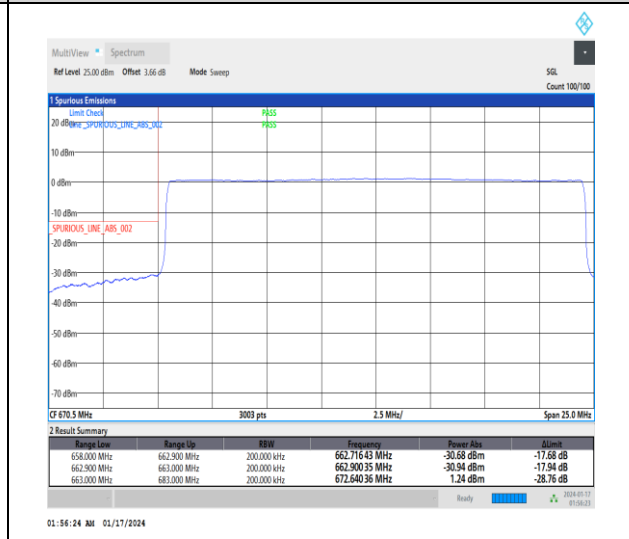 MultiView Spectrum
Ref Level 25.00 dBm Offset 3.66 dB Mode Sweep SGL
Count 100/100
1 Spurious Emissions
Limit Check PASS
20 dBm Line _SPURIOUS_LINE_ABS_002 PASS
10 dBm
0 dBm
-10 dBm
_SPURIOUS_LINE_ABS_002
-20 dBm
-30 dBm
-40 dBm
-50 dBm
-60 dBm
-70 dBm
CF 670.5 MHz 3003 pts 2.5 MHz/ Span 25.0 MHz
2 Result Summary
Range Low Range Up RBW Frequency Power Abs ΔLimit
658.000 MHz 662.900 MHz 200.000 kHz 662.716 43 MHz -30.68 dBm -17.68 dB
662.900 MHz 663.000 MHz 200.000 kHz 662.900 35 MHz -30.94 dBm -17.94 dB
663.000 MHz 683.000 MHz 200.000 kHz 672.640 36 MHz 1.24 dBm -28.76 dB
Ready 2024-01-17
01:56:23
01:56:24 AM 01/17/2024